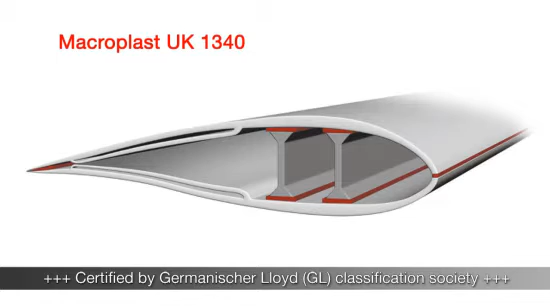 Macroplast UK 1340
+++ Certified by Germanischer Lloyd (GL) classification society +++